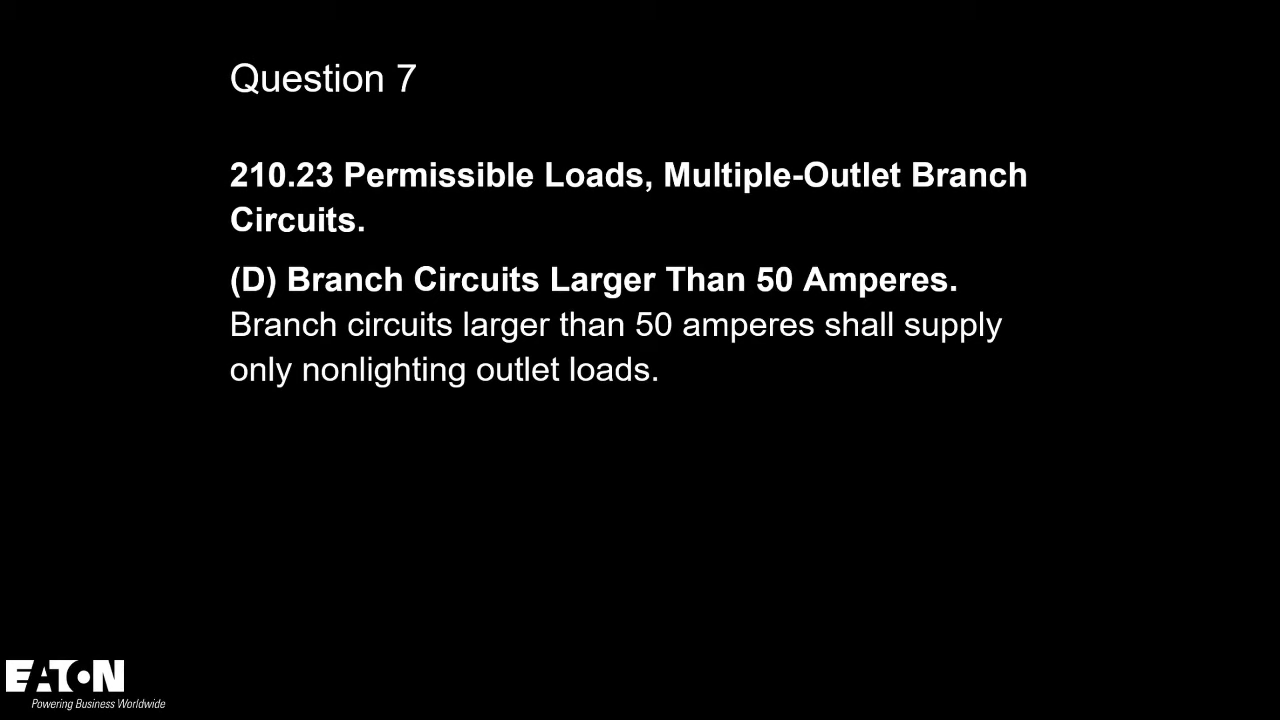 Question 7
210.23 Permissible Loads, Multiple-Outlet Branch
Circuits.
(D) Branch Circuits Larger Than 50 Amperes.
Branch circuits larger than 50 amperes shall supply
only nonlighting outlet loads.
EATON
Powering Business Worldwide